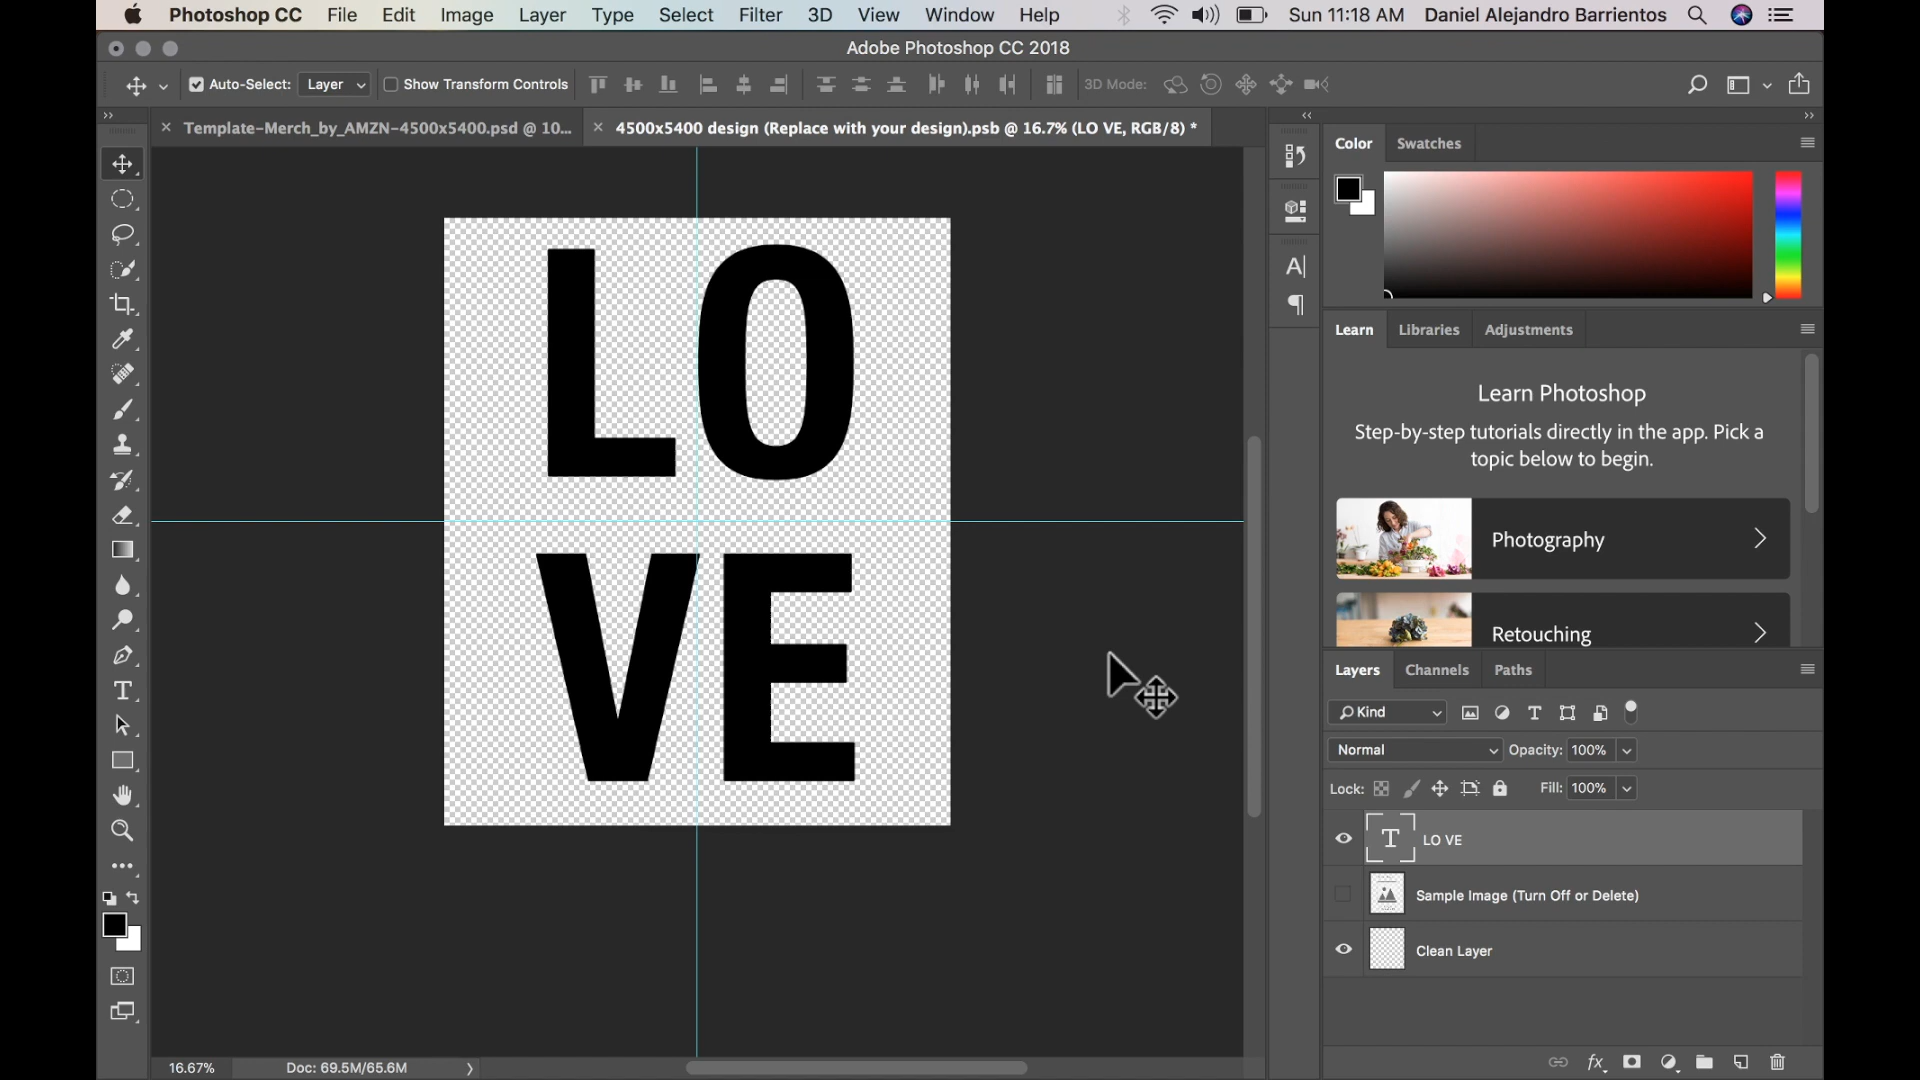 Photoshop CC File Edit Image Layer Type Select Filter 3D View Window Help Sun 11:18 AM Daniel Alejandro Barrientos
Adobe Photoshop CC 2018
Auto-Select: Layer Show Transform Controls 3D Mode:
Template-Merch_by_AMZN-4500x5400.psd @ 10... 4500x5400 design (Replace with your design).psb @ 16.7% (LO VE, RGB/8) *
LO
VE
Color Swatches
Learn Libraries Adjustments
Learn Photoshop
Step-by-step tutorials directly in the app. Pick a
topic below to begin.
Photography
Retouching
Layers Channels Paths
Kind
Normal Opacity: 100%
Lock: Fill: 100%
LO VE
Sample Image (Turn Off or Delete)
Clean Layer
16.67% Doc: 69.5M/65.6M